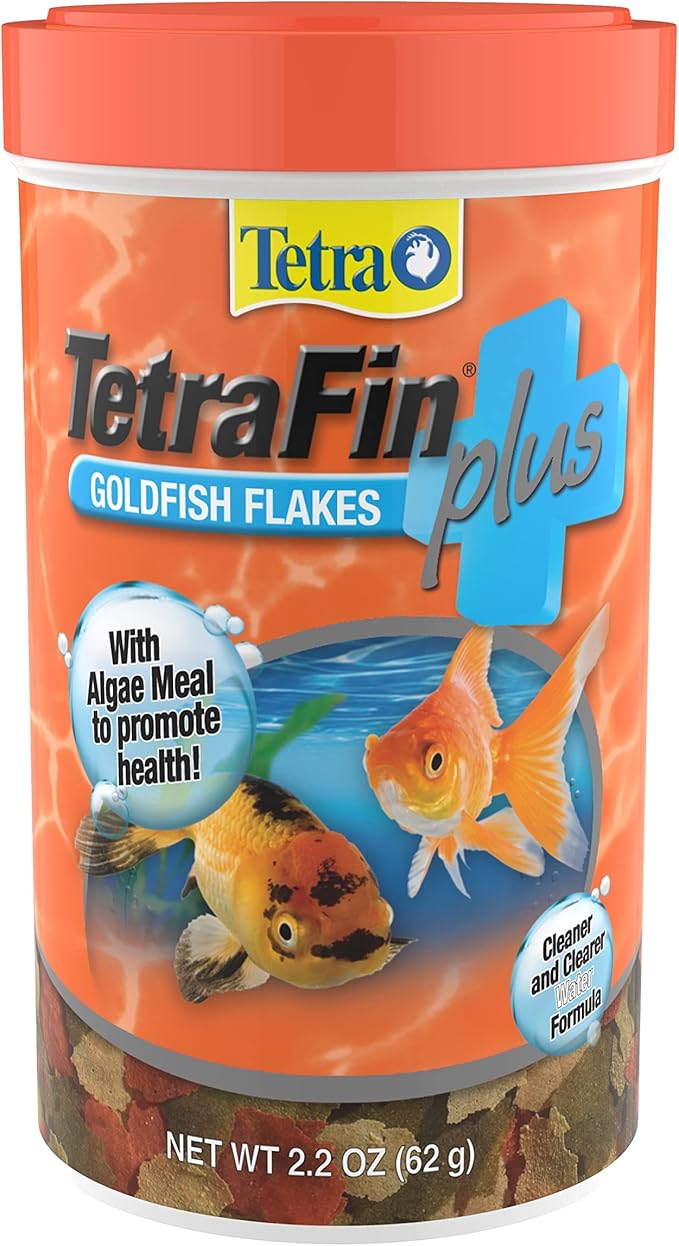 Tetra
TetraFin®
plus
GOLDFISH FLAKES
With
Algae Meal
to promote
health!
Cleaner
and Clearer
Water
Formula
NET WT 2.2 OZ (62 g)